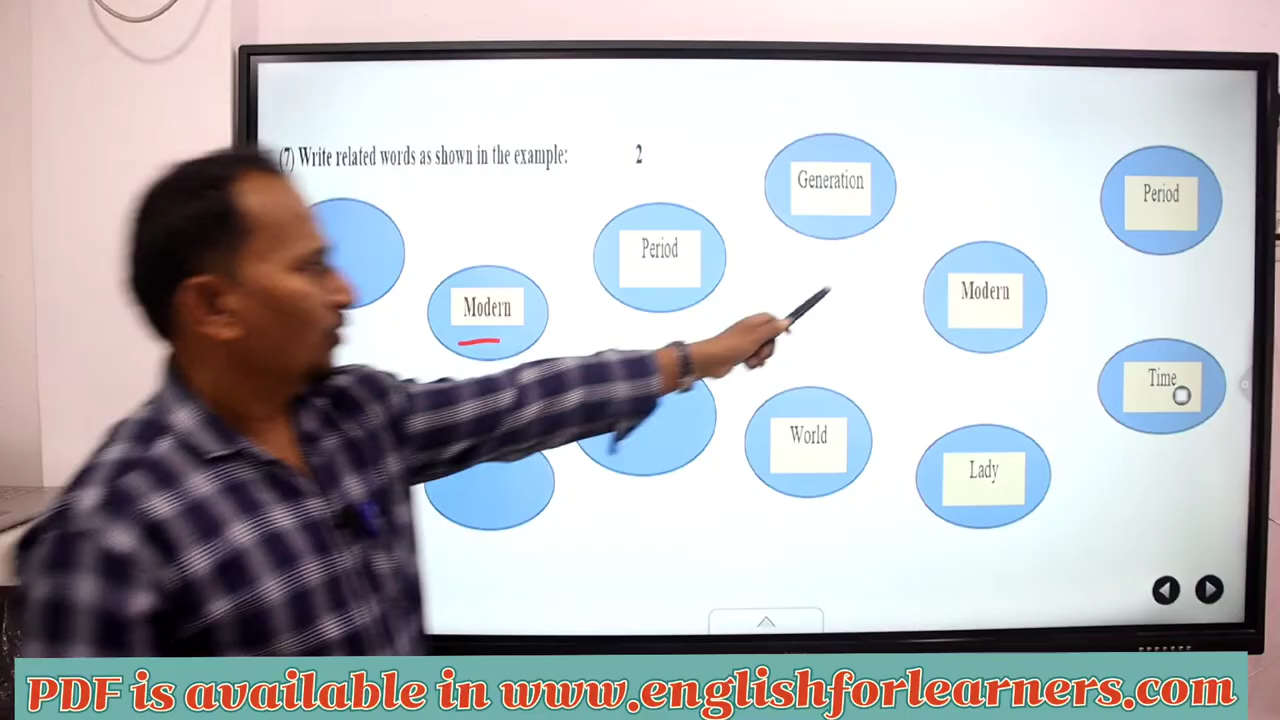 (7) Write related words as shown in the example: 2
Generation
Period
Period
Modern
Modern
Time
World
Lady
PDF is available in www.englishforlearners.com